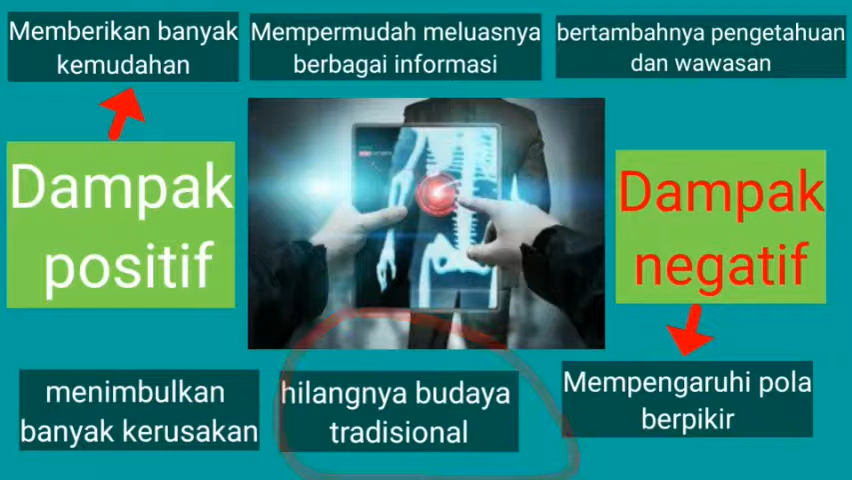 Memberikan banyak
kemudahan
Mempermudah meluasnya
berbagai informasi
bertambahnya pengetahuan
dan wawasan
Dampak
positif
Dampak
negatif
menimbulkan
banyak kerusakan
hilangnya budaya
tradisional
Mempengaruhi pola
berpikir